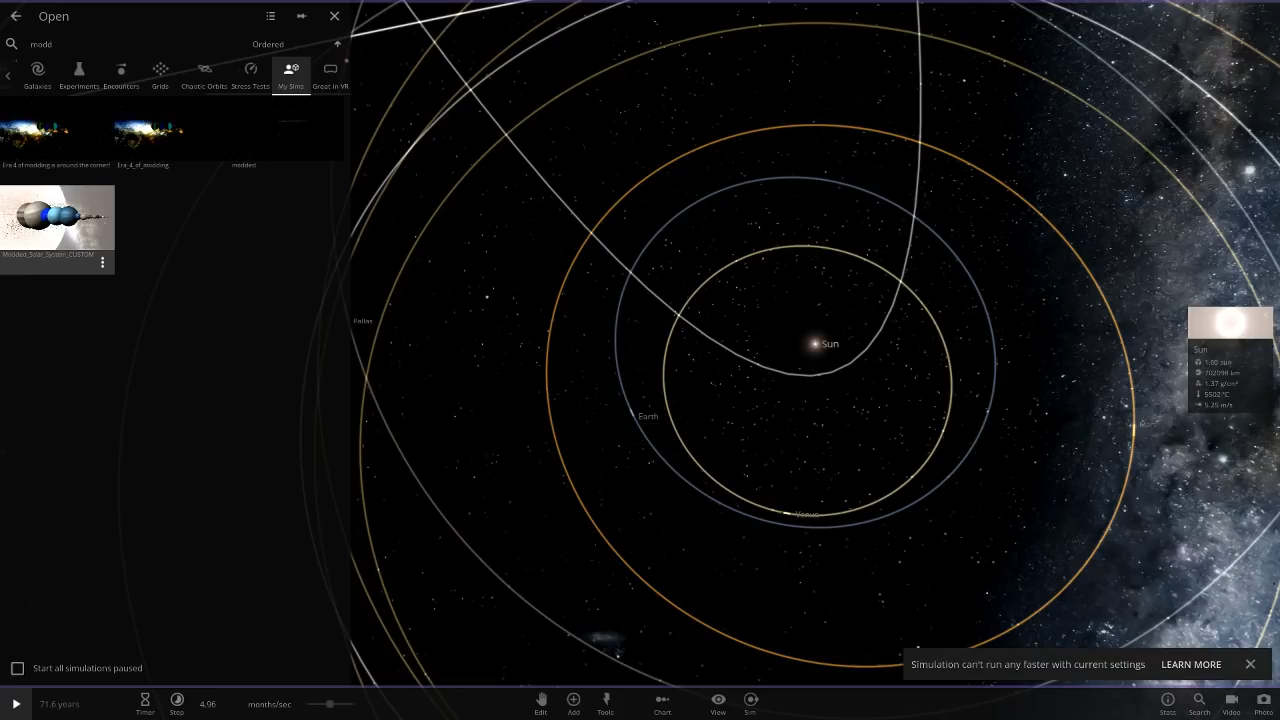 Open
modd
Ordered
Galaxies
Experiments
Encounters
Grids
Chaotic Orbits
Stress Tests
My Sims
Great in VR
Era 4 of modding is around the corner!
Era_4_of_modding
modded
Modded_Solar_System_CUSTOM
Pallas
Sun
Earth
Venus
Sun
1.00 sun
702098 km
1.37 g/cm³
5502 °C
5.25 m/s
Start all simulations paused
Simulation can't run any faster with current settings
LEARN MORE
71.6 years
Timer
Step
4.96
months/sec
Edit
Add
Tools
Chart
View
Sim
Stats
Search
Video
Photo